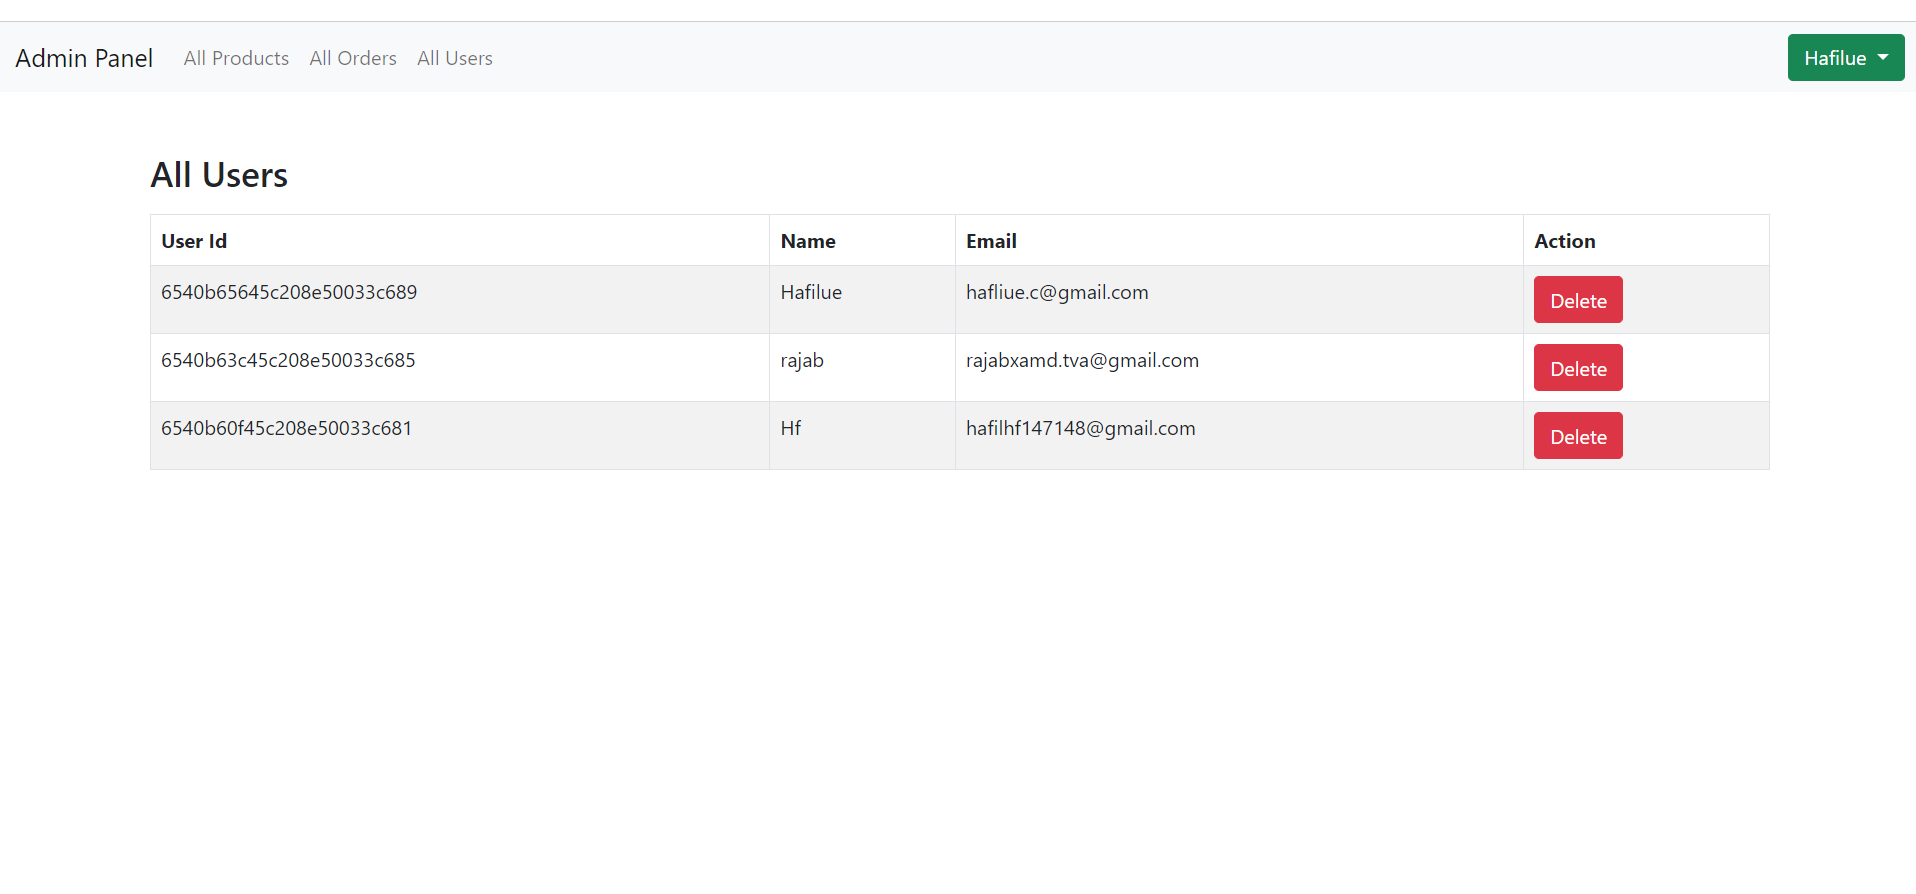 Admin Panel All Products All Orders All Users Hafilue
All Users
User Id Name Email Action
6540b65645c208e50033c689 Hafilue hafliue.c@gmail.com Delete
6540b63c45c208e50033c685 rajab rajabxamd.tva@gmail.com Delete
6540b60f45c208e50033c681 Hf hafilhf147148@gmail.com Delete